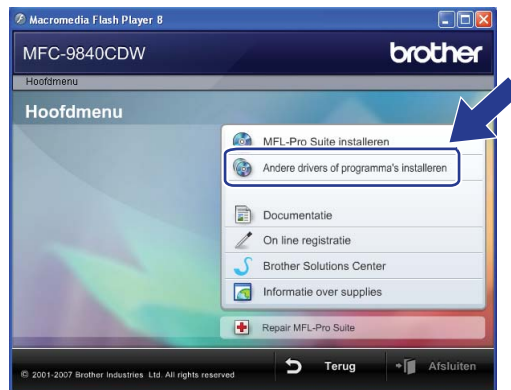 Macromedia Flash Player 8
MFC-9840CDW
brother
Hoofdmenu
Hoofdmenu
MFL-Pro Suite installeren
Andere drivers of programma's installeren
Documentatie
On line registratie
Brother Solutions Center
Informatie over supplies
Repair MFL-Pro Suite
© 2001-2007 Brother Industries Ltd. All rights reserved
Terug
Afsluiten